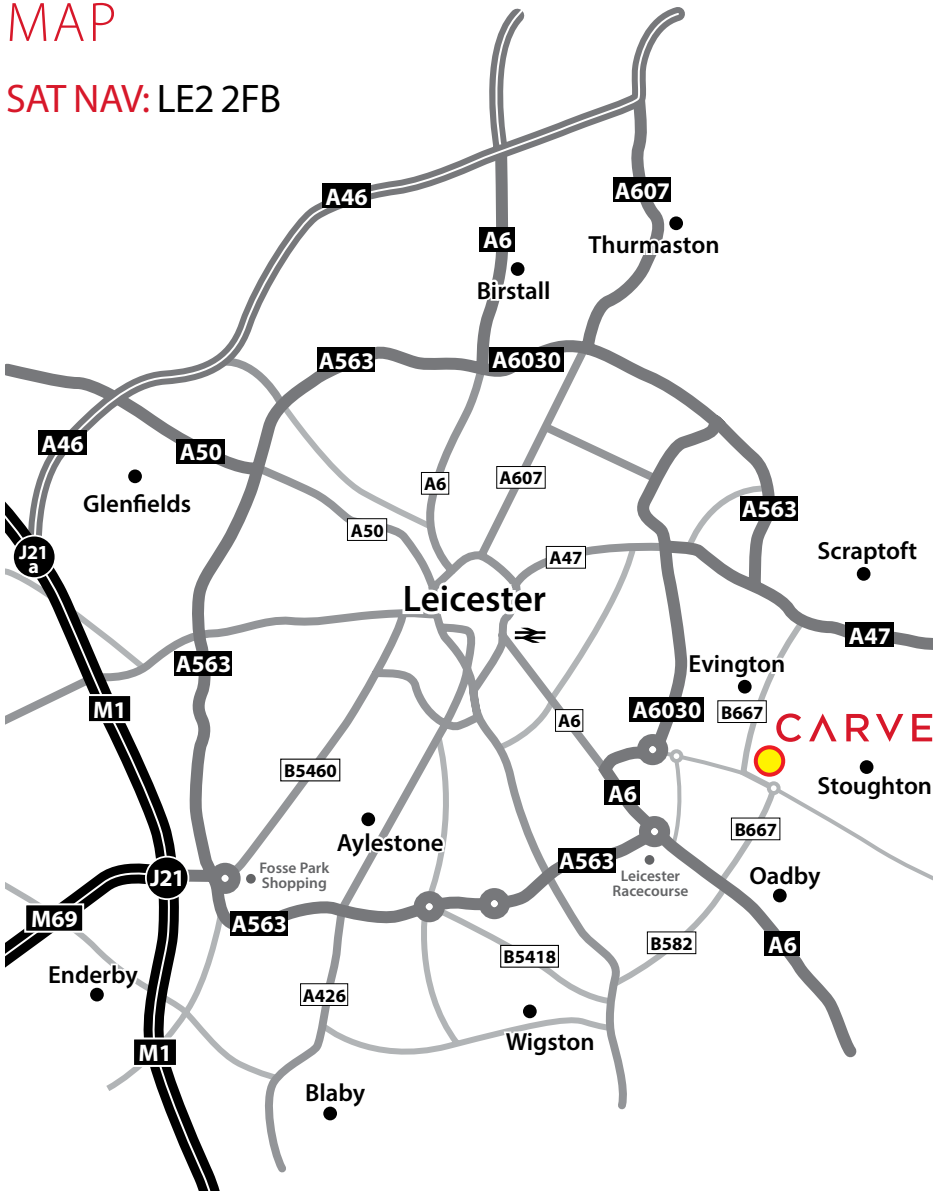 MAP
SAT NAV: LE2 2FB
A46
A607
Thurmaston
A6
Birstall
A563
A6030
A46
A50
Glenfields
A6
A607
A50
A563
J21
a
A47
Scraptoft
Leicester
A47
A563
Evington
M1
A6030
B667
CARVE
A6
Stoughton
B5460
A6
Aylestone
B667
Fosse Park
Shopping
J21
A563
Leicester
Racecourse
Oadby
M69
A563
B5418
B582
A6
Enderby
A426
Wigston
M1
Blaby